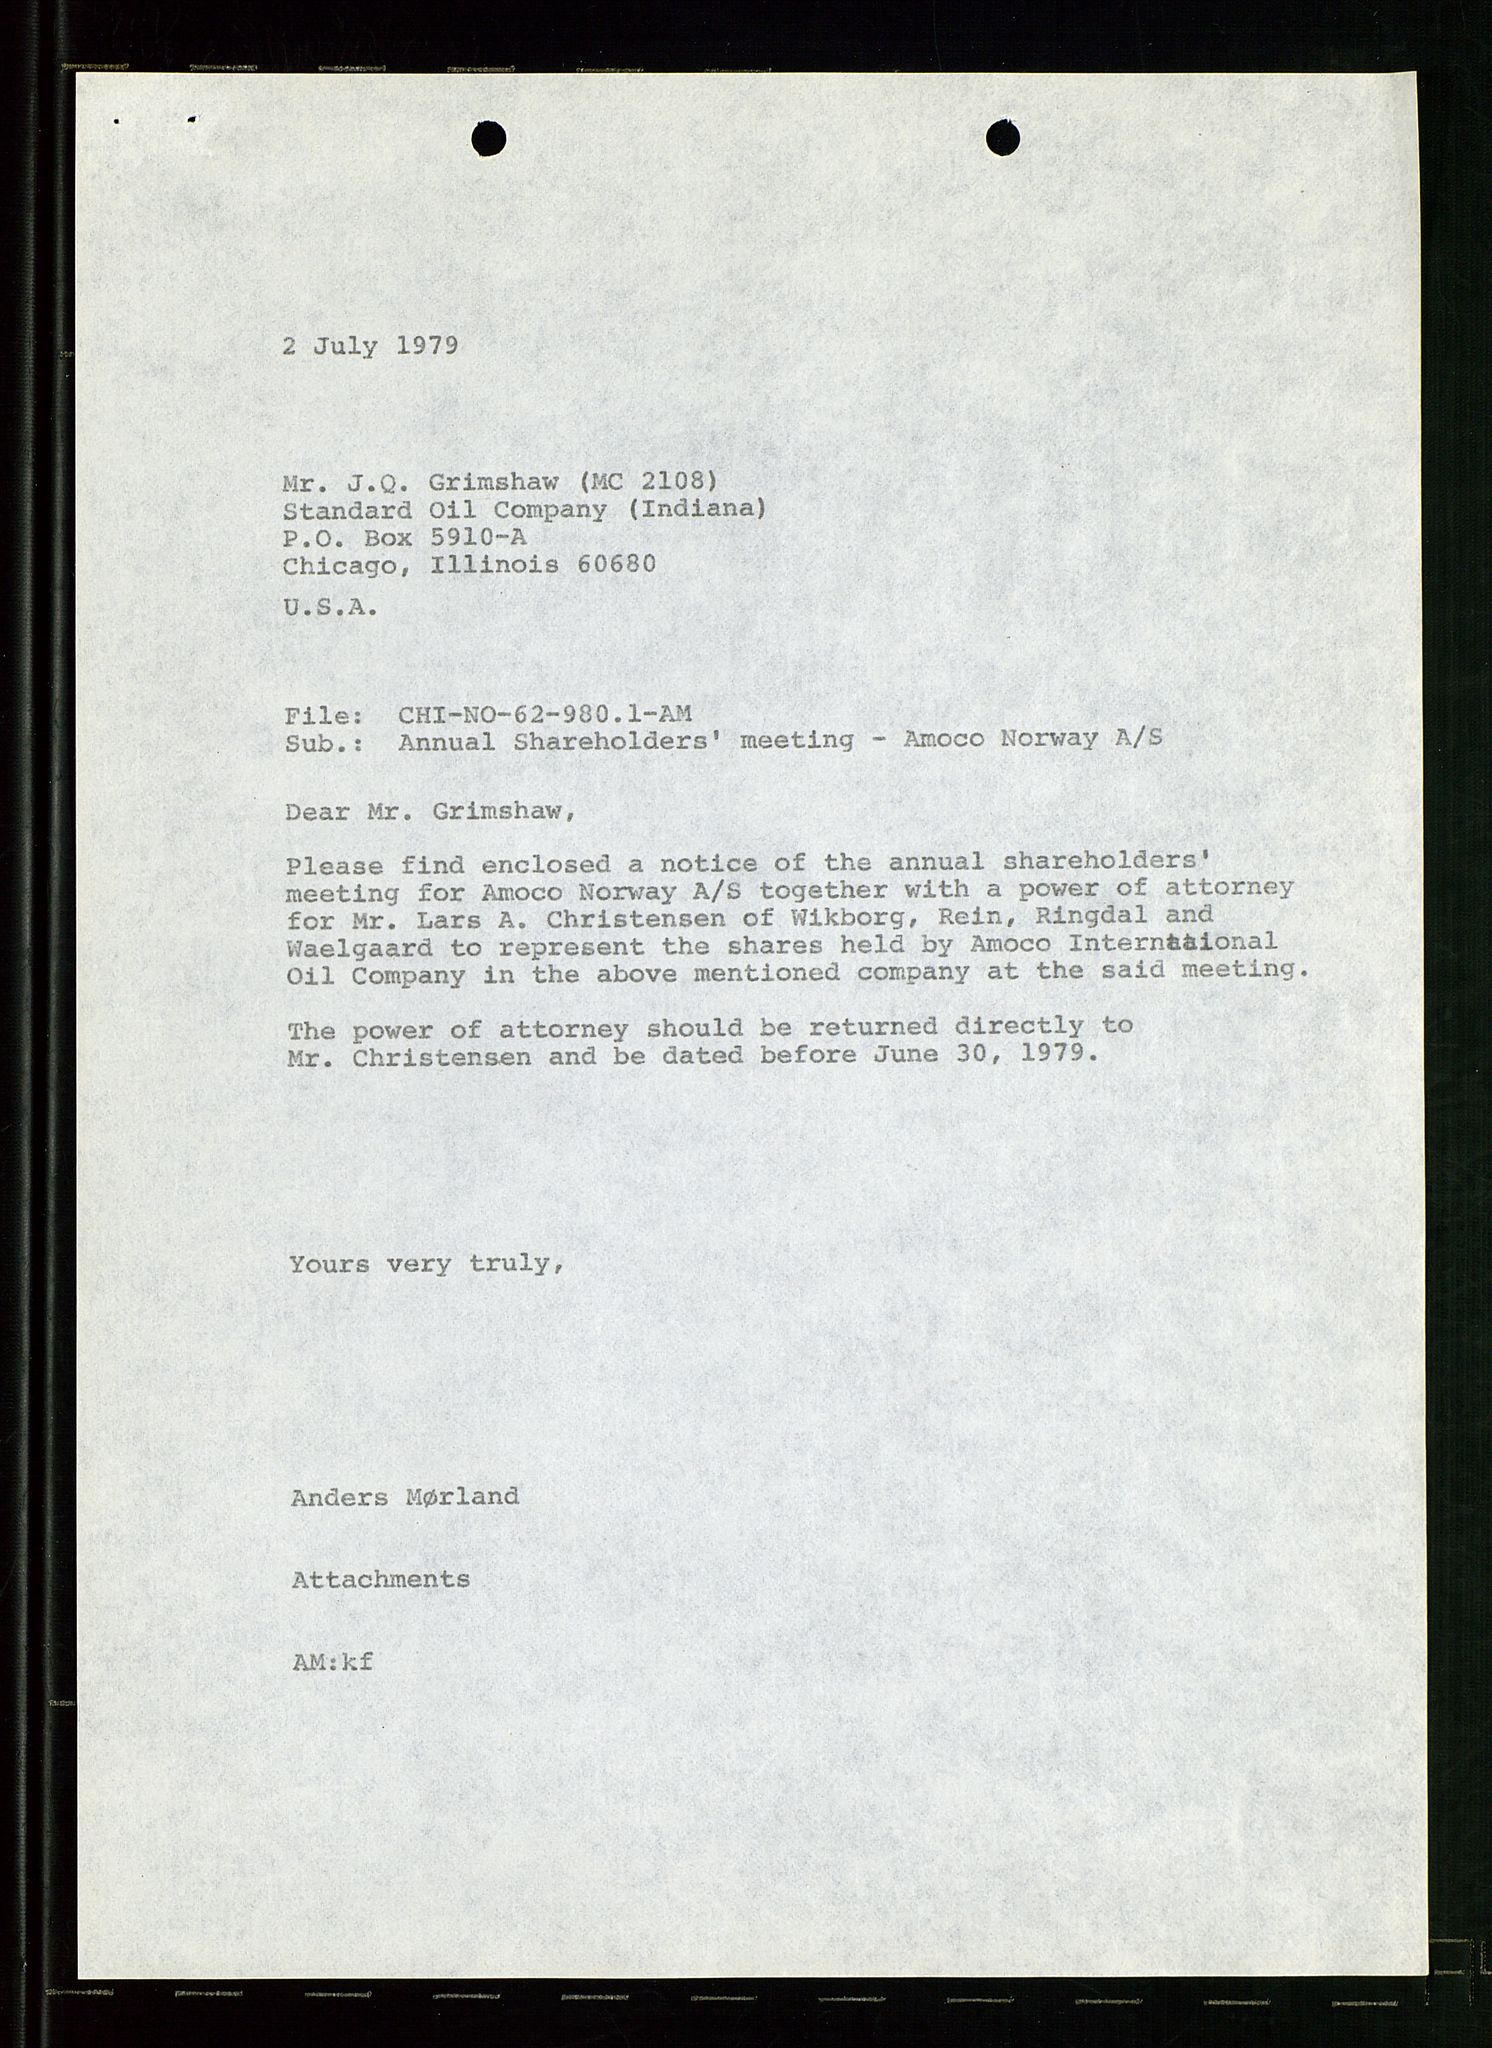 2 July 1979
Mr. J.Q. Grimshaw (MC 2108)
Standard Oil Company (Indiana)
P.O. Box 5910-A
Chicago, Illinois 60680
U.S.A.
File: CHI-NO-62-980.1-AM
Sub.: Annual Shareholders' meeting - Amoco Norway A/S
Dear Mr. Grimshaw,
Please find enclosed a notice of the annual shareholders'
meeting for Amoco Norway A/S together with a power of attorney
for Mr. Lars A. Christensen of Wikborg, Rein, Ringdal and
Waelgaard to represent the shares held by Amoco International
Oil Company in the above mentioned company at the said meeting.
The power of attorney should be returned directly to
Mr. Christensen and be dated before June 30, 1979.
Yours very truly,
Anders Mørland
Attachments
AM:kf